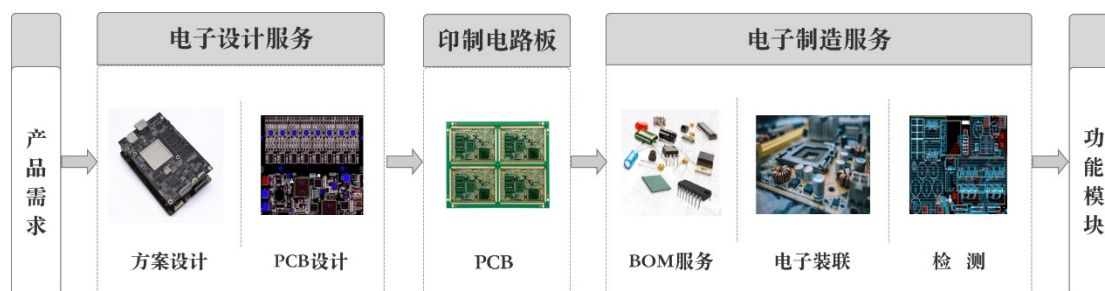 产品需求
电子设计服务
方案设计
PCB设计
印制电路板
PCB
电子制造服务
BOM服务
电子装联
检 测
功能模块